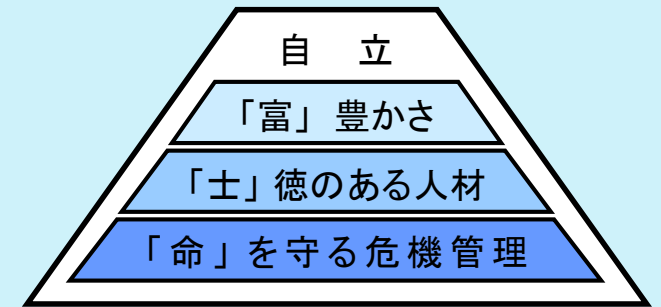 自 立
「富」豊かさ
「士」徳のある人材
「命」を守る危機管理